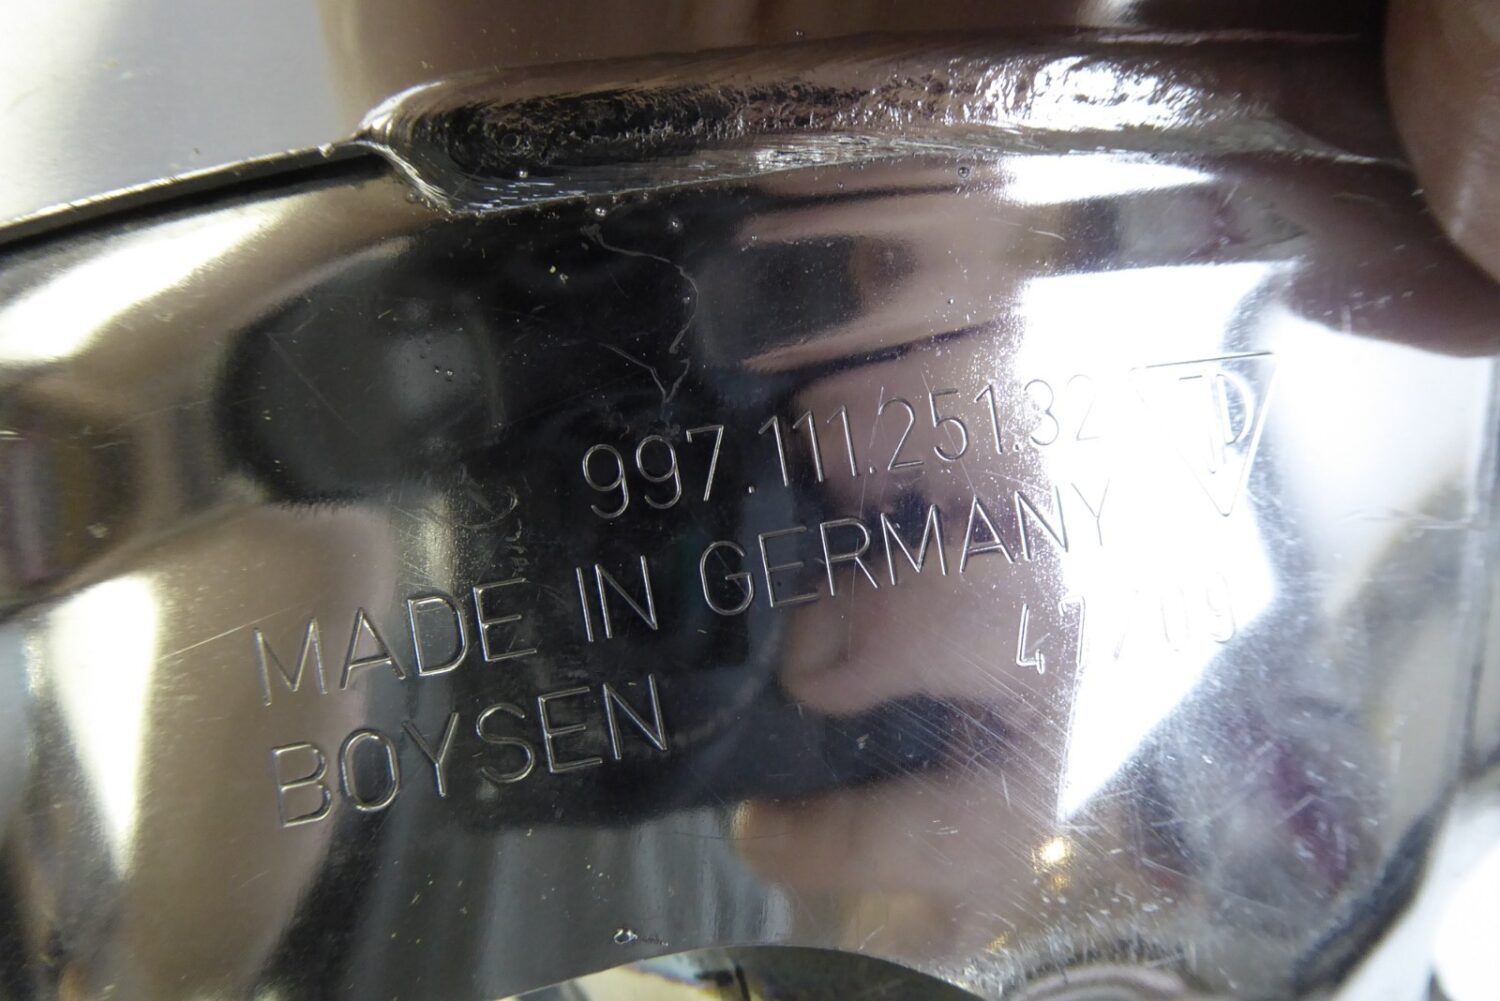 997.111.251.32
MADE IN GERMANY
BOYSEN